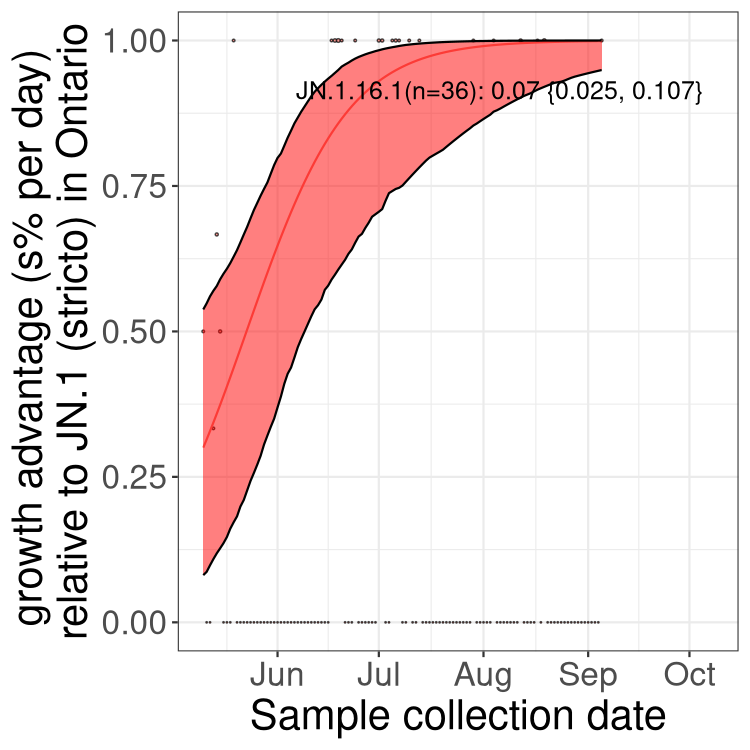 growth advantage (s% per day)
relative to JN.1 (stricto) in Ontario
1.00
0.75
0.50
0.25
0.00
JN.1.16.1(n=36): 0.07 {0.025, 0.107}
Jun Jul Aug Sep Oct
Sample collection date